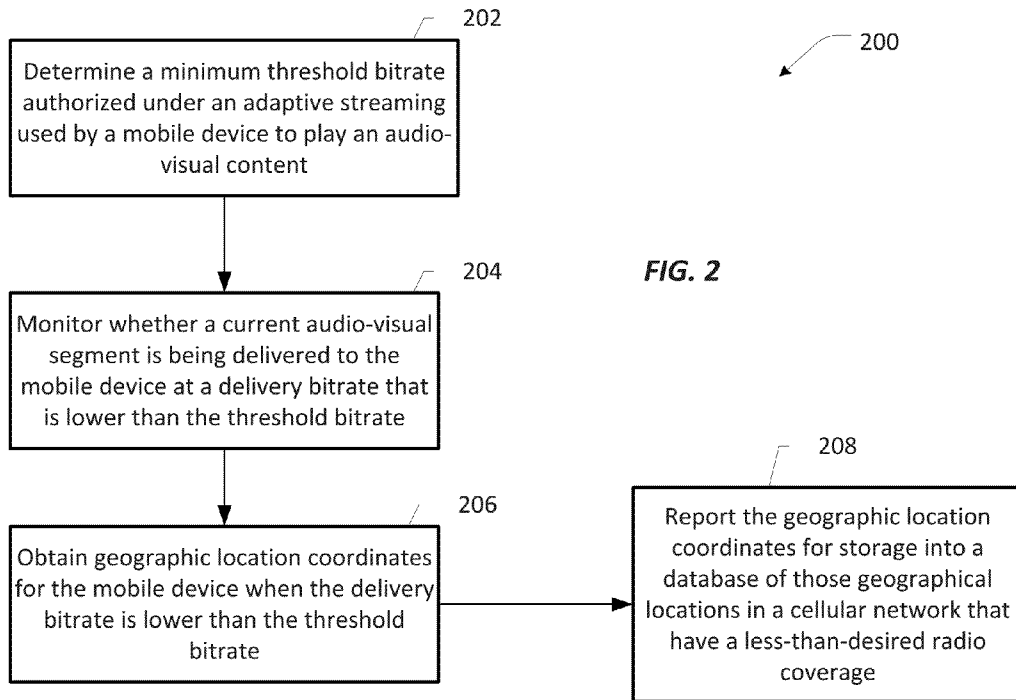 202
200
Determine a minimum threshold bitrate
authorized under an adaptive streaming
used by a mobile device to play an audio-
visual content
204
FIG. 2
Monitor whether a current audio-visual
segment is being delivered to the
mobile device at a delivery bitrate that
is lower than the threshold bitrate
206
Obtain geographic location coordinates
for the mobile device when the delivery
bitrate is lower than the threshold
bitrate
208
Report the geographic location
coordinates for storage into a
database of those geographical
locations in a cellular network that
have a less-than-desired radio
coverage